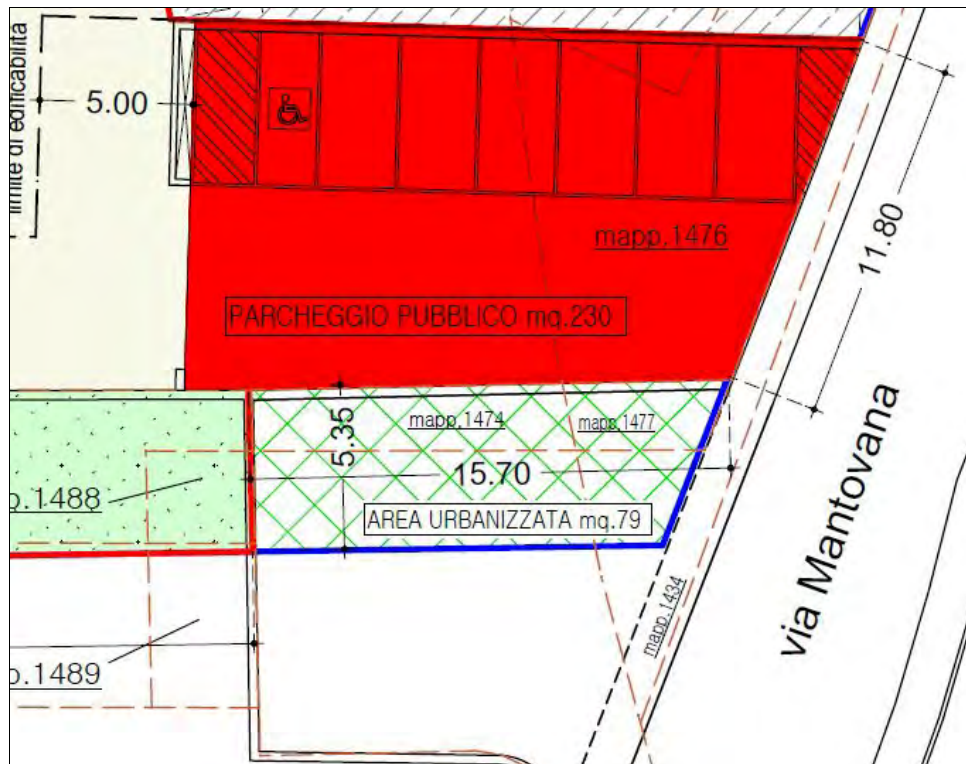 limite di edificabilità
5.00
mapp.1476
11.80
PARCHEGGIO PUBBLICO mq.230
mapp.1474
mapp.1477
5.35
15.70
p.1488
AREA URBANIZZATA mq.79
via Mantovana
mapp.1434
p.1489